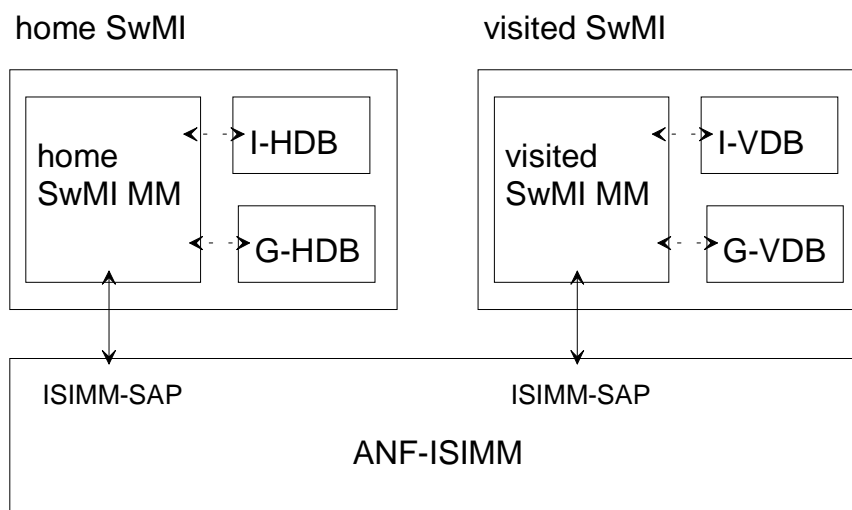 home SwMI
visited SwMI
home
SwMI MM
I-HDB
G-HDB
visited
SwMI MM
I-VDB
G-VDB
ISIMM-SAP
ISIMM-SAP
ANF-ISIMM